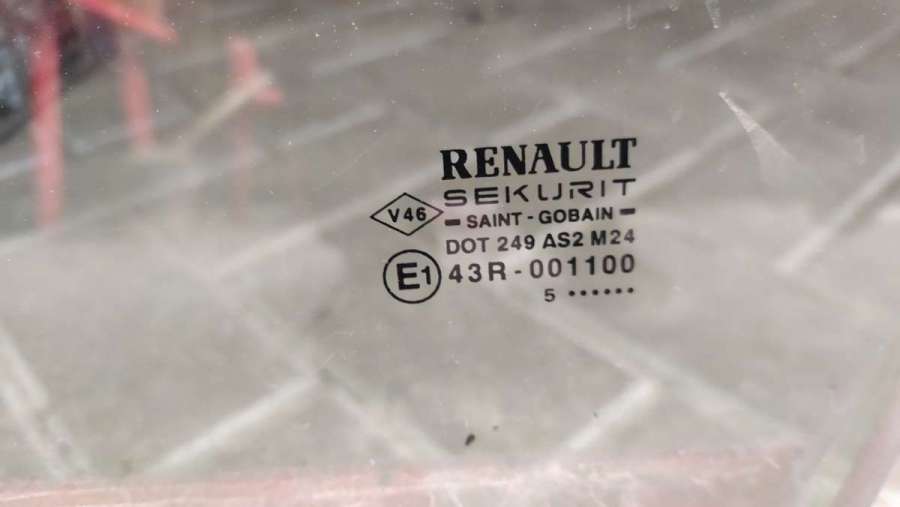 RENAULT
SEKURIT
V46
SAINT-GOBAIN
DOT 249 AS2 M24
E1 43R-001100
5 ••••••